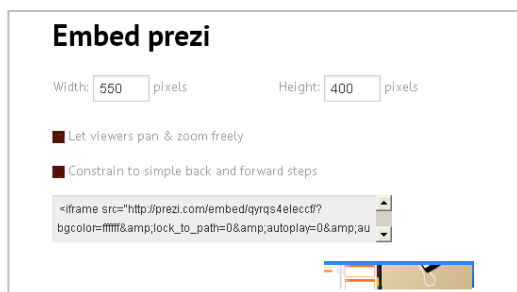 Embed prezi
Width: 550 pixels Height: 400 pixels
Let viewers pan & zoom freely
Constrain to simple back and forward steps
<iframe src="http://prezi.com/embed/qyrqs4eleccf/?
bgcolor=ffffff&amp;lock_to_path=0&amp;autoplay=0&amp;au